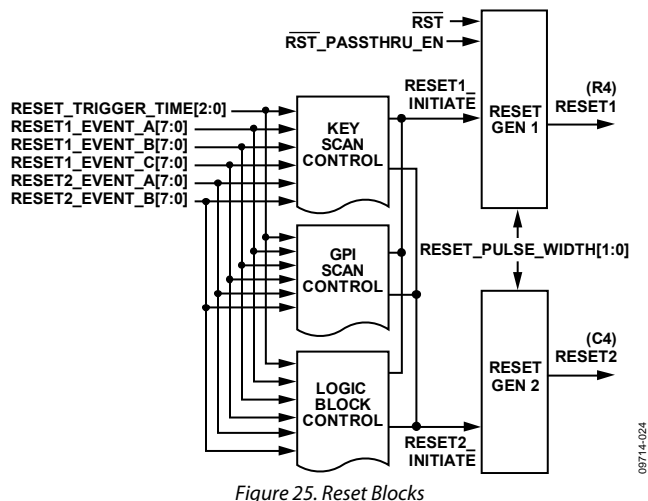 RST
RST_PASSTHRU_EN
RESET_TRIGGER_TIME[2:0]
RESET1_EVENT_A[7:0]
RESET1_EVENT_B[7:0]
RESET1_EVENT_C[7:0]
RESET2_EVENT_A[7:0]
RESET2_EVENT_B[7:0]
KEY
SCAN
CONTROL
RESET1_
INITIATE
RESET
GEN 1
(R4)
RESET1
GPI
SCAN
CONTROL
RESET_PULSE_WIDTH[1:0]
LOGIC
BLOCK
CONTROL
RESET2_
INITIATE
RESET
GEN 2
(C4)
RESET2
09714-024
Figure 25. Reset Blocks